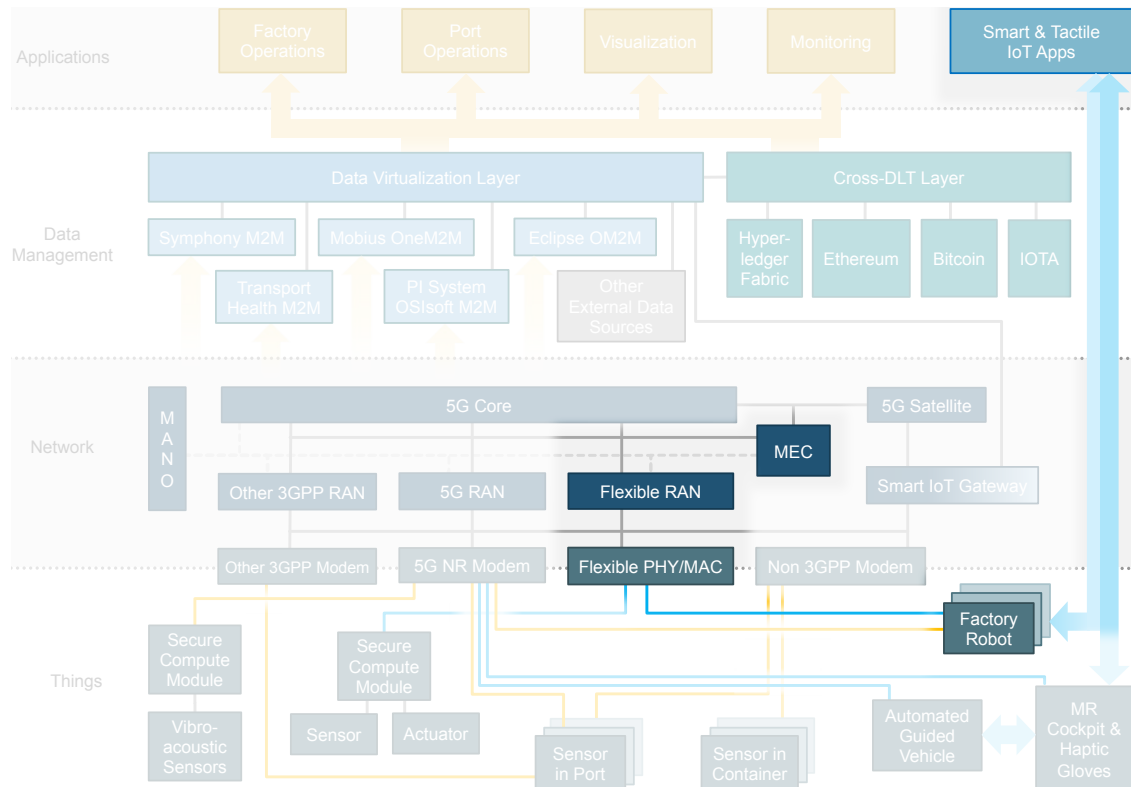 Applications
Factory
Operations
Port
Operations
Visualization
Monitoring
Smart & Tactile
IoT Apps
Data
Management
Data Virtualization Layer
Cross-DLT Layer
Symphony M2M
Mobius OneM2M
Eclipse OM2M
Transport
Health M2M
PI System
OSIsoft M2M
Other
External Data
Sources
Hyper-
ledger
Fabric
Ethereum
Bitcoin
IOTA
Network
M
A
N
O
5G Core
5G Satellite
MEC
Other 3GPP RAN
5G RAN
Flexible RAN
Smart IoT Gateway
Other 3GPP Modem
5G NR Modem
Flexible PHY/MAC
Non 3GPP Modem
Things
Secure
Compute
Module
Vibro-
acoustic
Sensors
Secure
Compute
Module
Sensor
Actuator
Sensor
in Port
Sensor in
Container
Factory
Robot
Automated
Guided
Vehicle
MR
Cockpit &
Haptic
Gloves